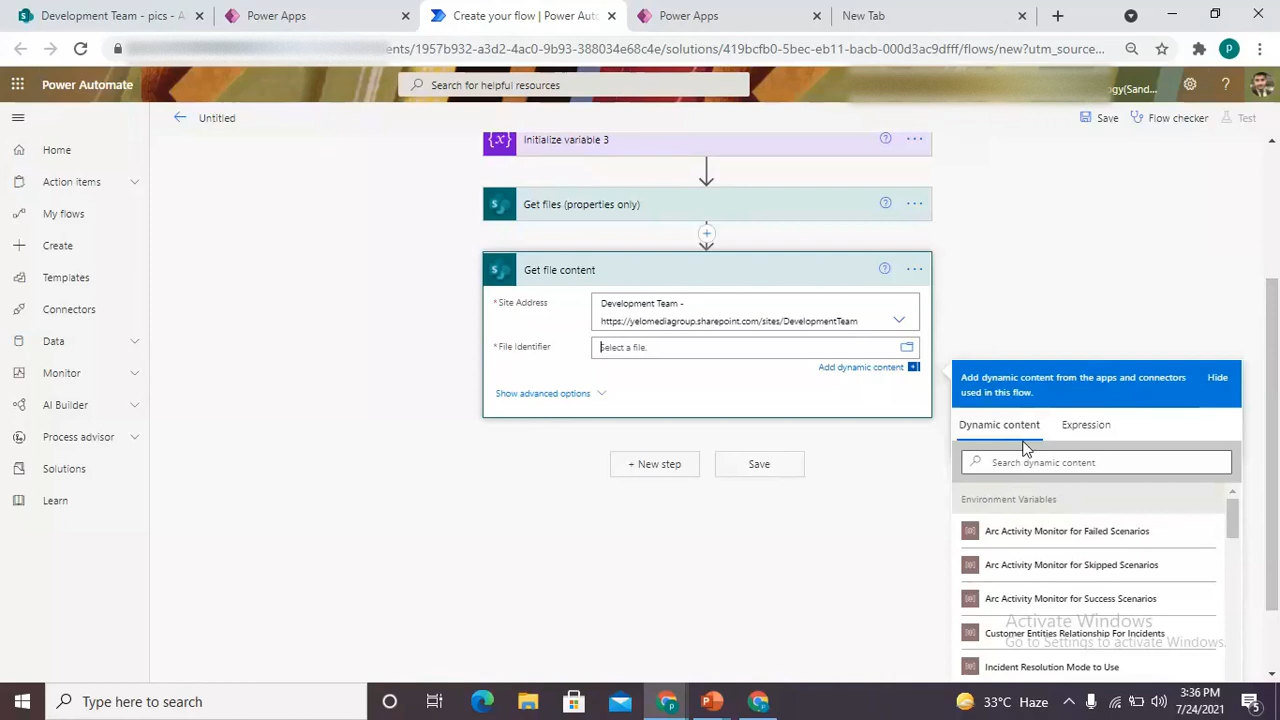 Development Team - pics - A
Power Apps
Create your flow | Power Auto
Power Apps
New Tab
ents/1957b932-a3d2-4ac0-9b93-388034e68c4e/solutions/419bcfb0-5bec-eb11-bacb-000d3ac9dfff/flows/new?utm_source...
P
Power Automate
Search for helpful resources
ogy(Sand...
Untitled
Save
Flow checker
Test
Home
Action items
My flows
Create
Templates
Connectors
Data
Monitor
AI Builder
Process advisor
Solutions
Learn
{x}
Initialize variable 3
Get files (properties only)
Get file content
* Site Address
Development Team -
https://yelomediagroup.sharepoint.com/sites/DevelopmentTeam
* File Identifier
Select a file.
Add dynamic content
Show advanced options
+ New step
Save
Add dynamic content from the apps and connectors
used in this flow.
Hide
Dynamic content
Expression
Search dynamic content
Environment Variables
Arc Activity Monitor for Failed Scenarios
Arc Activity Monitor for Skipped Scenarios
Arc Activity Monitor for Success Scenarios
Customer Entities Relationship For Incidents
Incident Resolution Mode to Use
Activate Windows
Go to Settings to activate Windows.
Type here to search
33°C Haze
3:36 PM
7/24/2021
5